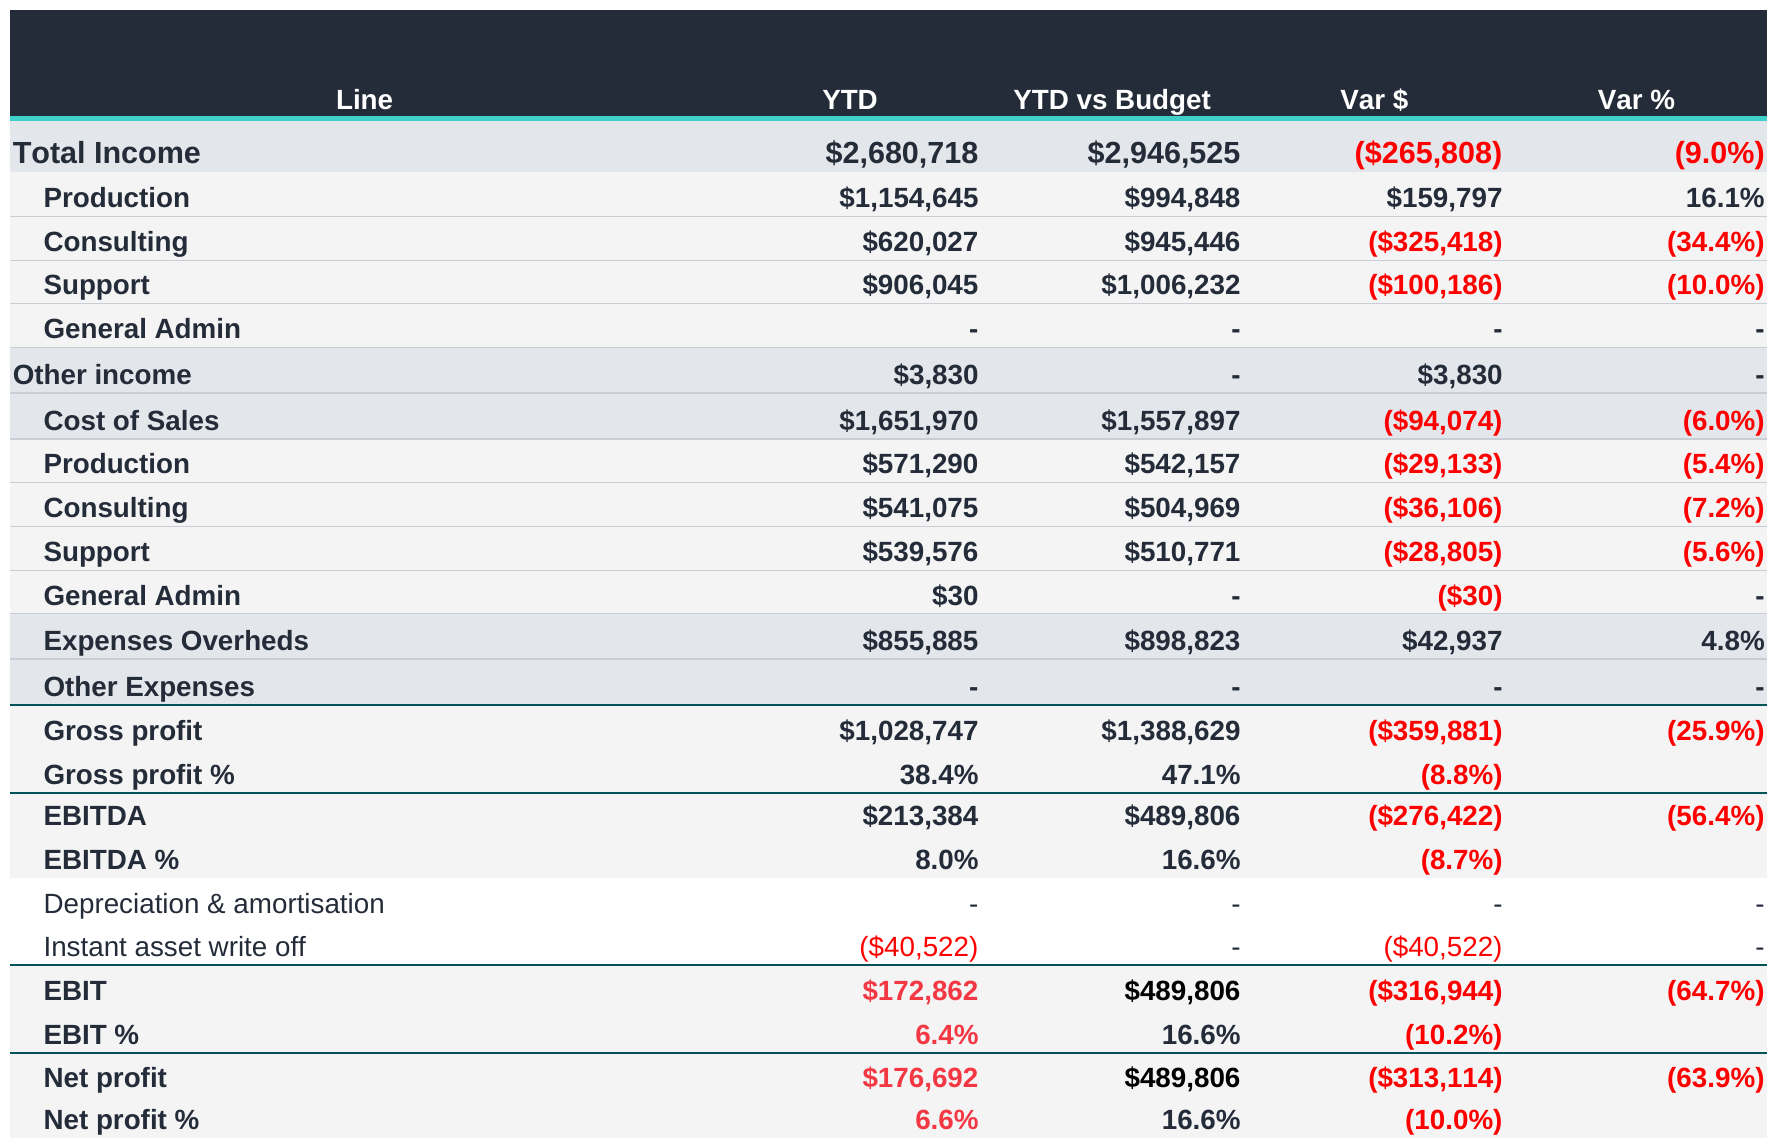 Line YTD YTD vs Budget Var $ Var %
Total Income $2,680,718 $2,946,525 ($265,808) (9.0%)
Production $1,154,645 $994,848 $159,797 16.1%
Consulting $620,027 $945,446 ($325,418) (34.4%)
Support $906,045 $1,006,232 ($100,186) (10.0%)
General Admin - - - -
Other income $3,830 - $3,830 -
Cost of Sales $1,651,970 $1,557,897 ($94,074) (6.0%)
Production $571,290 $542,157 ($29,133) (5.4%)
Consulting $541,075 $504,969 ($36,106) (7.2%)
Support $539,576 $510,771 ($28,805) (5.6%)
General Admin $30 - ($30) -
Expenses Overheds $855,885 $898,823 $42,937 4.8%
Other Expenses - - - -
Gross profit $1,028,747 $1,388,629 ($359,881) (25.9%)
Gross profit % 38.4% 47.1% (8.8%)
EBITDA $213,384 $489,806 ($276,422) (56.4%)
EBITDA % 8.0% 16.6% (8.7%)
Depreciation & amortisation - - - -
Instant asset write off ($40,522) - ($40,522) -
EBIT $172,862 $489,806 ($316,944) (64.7%)
EBIT % 6.4% 16.6% (10.2%)
Net profit $176,692 $489,806 ($313,114) (63.9%)
Net profit % 6.6% 16.6% (10.0%)